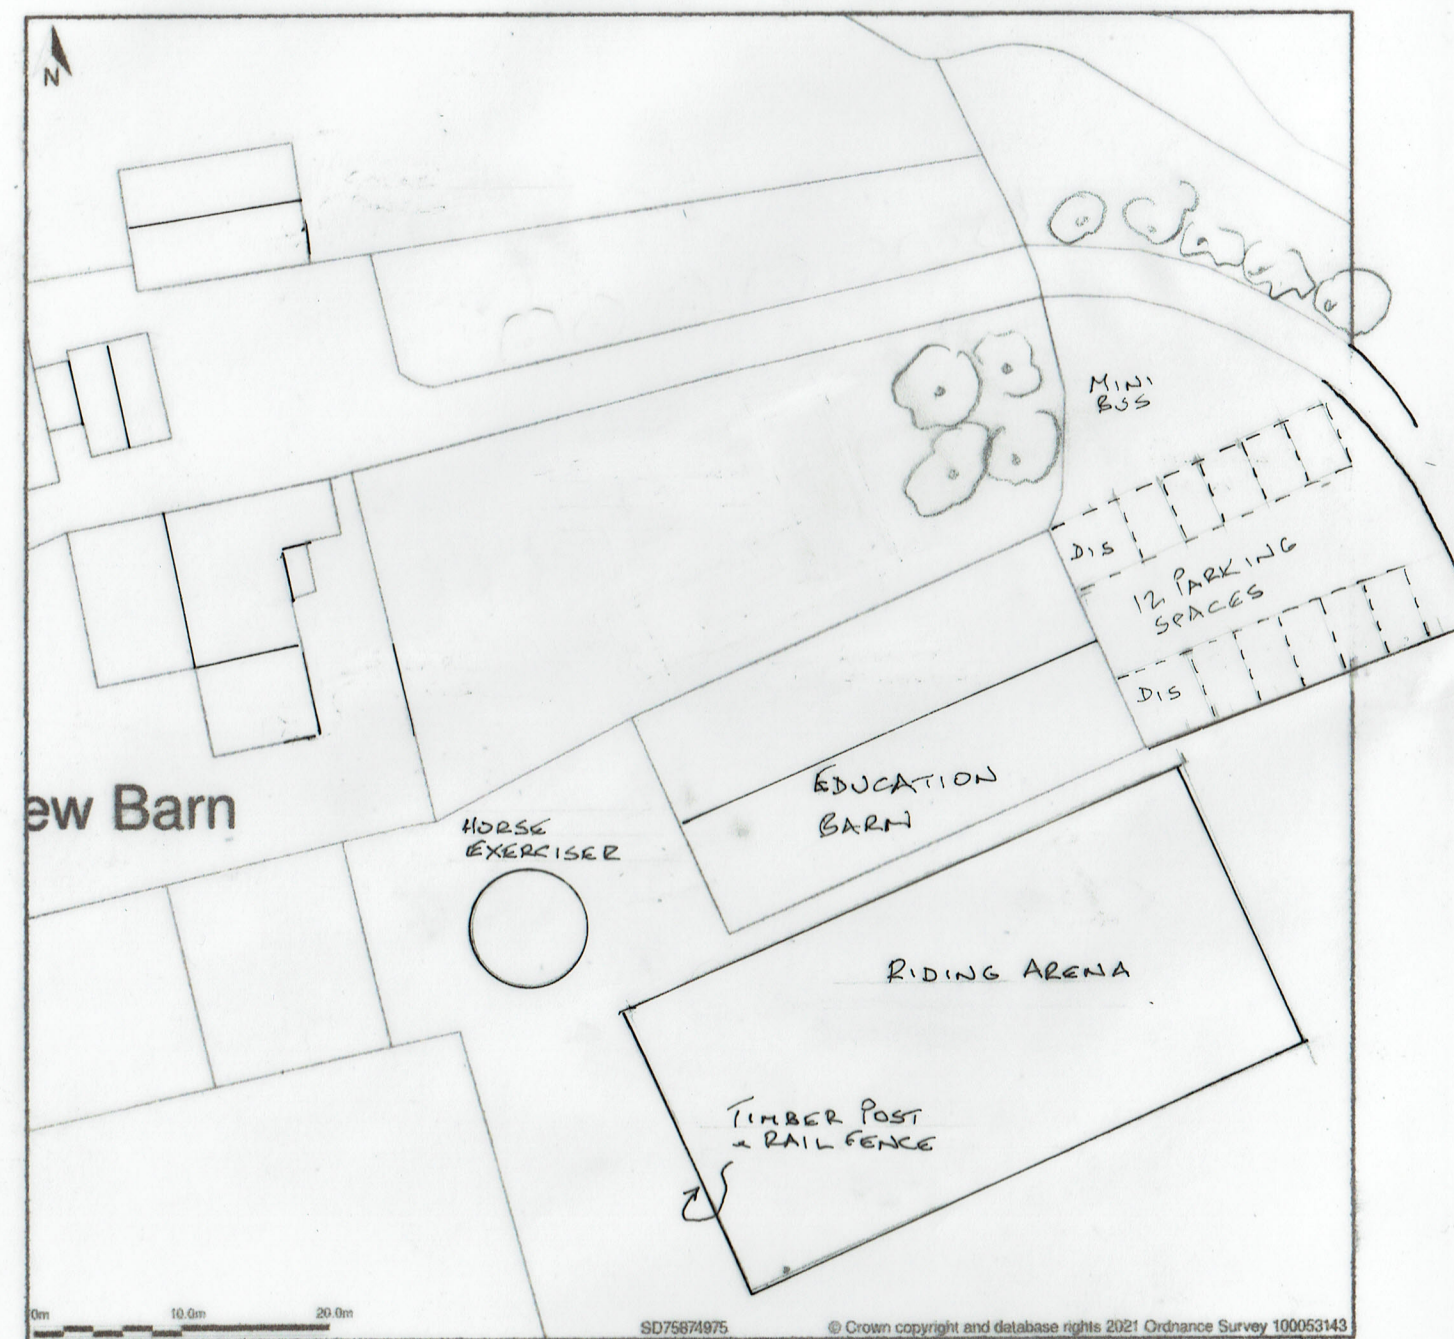 N
MINI
BUS
DIS
12 PARKING
SPACES
DIS
EDUCATION
BARN
ew Barn
HORSE
EXERCISER
RIDING ARENA
TIMBER POST
& RAIL FENCE
0m 10.0m 20.0m
SD75874975
© Crown copyright and database rights 2021 Ordnance Survey 100053143